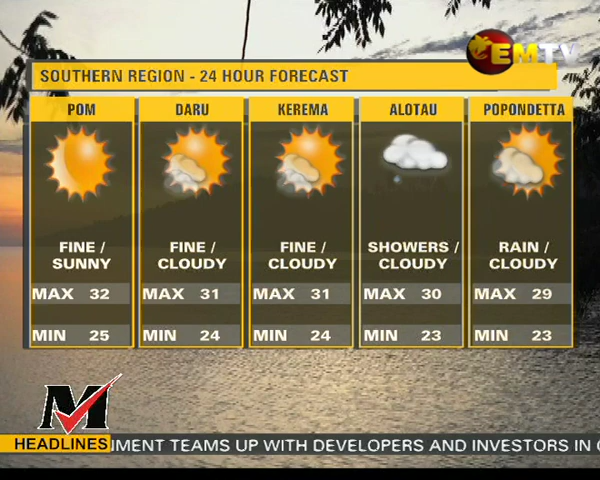 EMTV
SOUTHERN REGION - 24 HOUR FORECAST
POM
FINE /
SUNNY
MAX 32
MIN 25
DARU
FINE /
CLOUDY
MAX 31
MIN 24
KEREMA
FINE /
CLOUDY
MAX 31
MIN 24
ALOTAU
SHOWERS /
CLOUDY
MAX 30
MIN 23
POPONDETTA
RAIN /
CLOUDY
MAX 29
MIN 23
M
HEADLINES NMENT TEAMS UP WITH DEVELOPERS AND INVESTORS IN